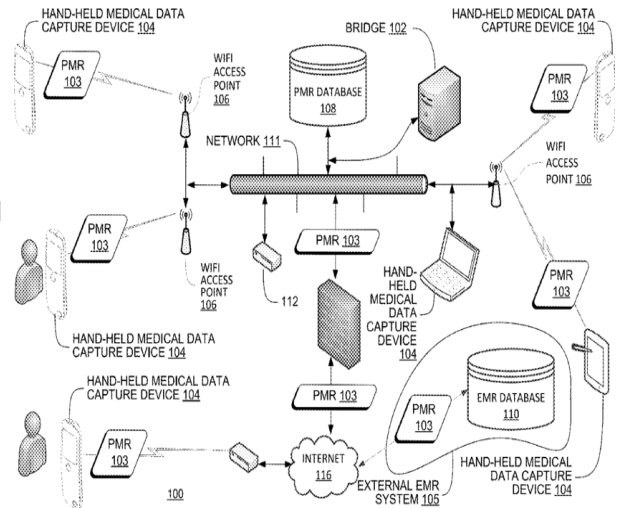 HAND-HELD MEDICAL DATA
CAPTURE DEVICE 104
PMR
103
WIFI
ACCESS
POINT
106
PMR DATABASE
108
BRIDGE 102
HAND-HELD MEDICAL DATA
CAPTURE DEVICE 104
PMR
103
NETWORK 111
WIFI
ACCESS
POINT 106
PMR
103
WIFI
ACCESS
POINT
106
PMR 103
112
HAND-
HELD
MEDICAL
DATA
CAPTURE
DEVICE
104
PMR
103
HAND-HELD MEDICAL DATA
CAPTURE DEVICE 104
HAND-HELD MEDICAL DATA
CAPTURE DEVICE 104
PMR 103
PMR
103
EMR DATABASE
110
PMR
103
INTERNET
116
EXTERNAL EMR
SYSTEM 105
HAND-HELD MEDICAL
DATA CAPTURE
DEVICE 104
100